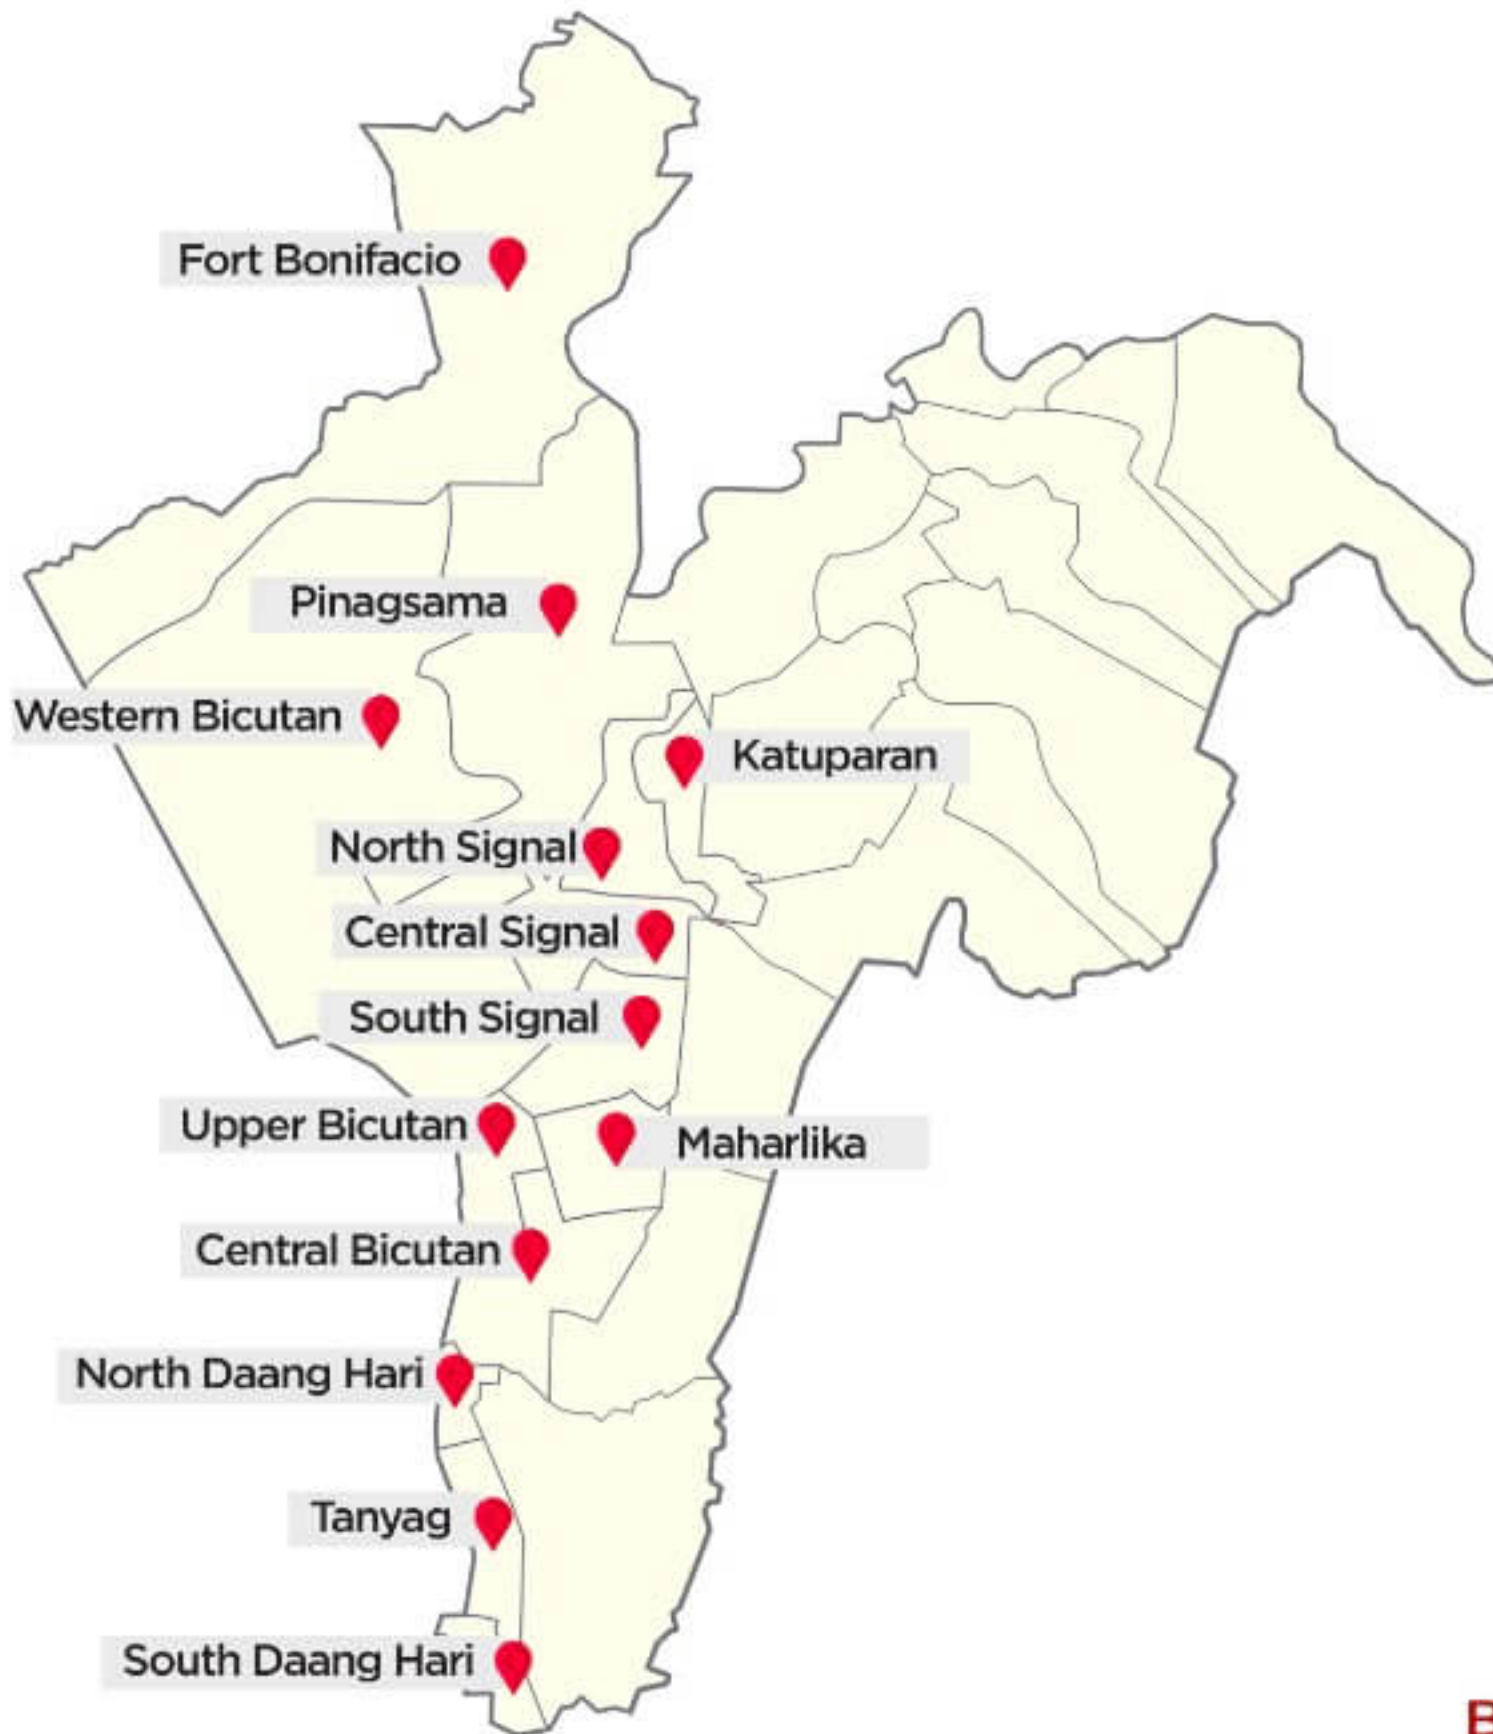 Fort Bonifacio
Pinagsama
Western Bicutan
Katuparan
North Signal
Central Signal
South Signal
Upper Bicutan
Maharlika
Central Bicutan
North Daang Hari
Tanyag
South Daang Hari
B